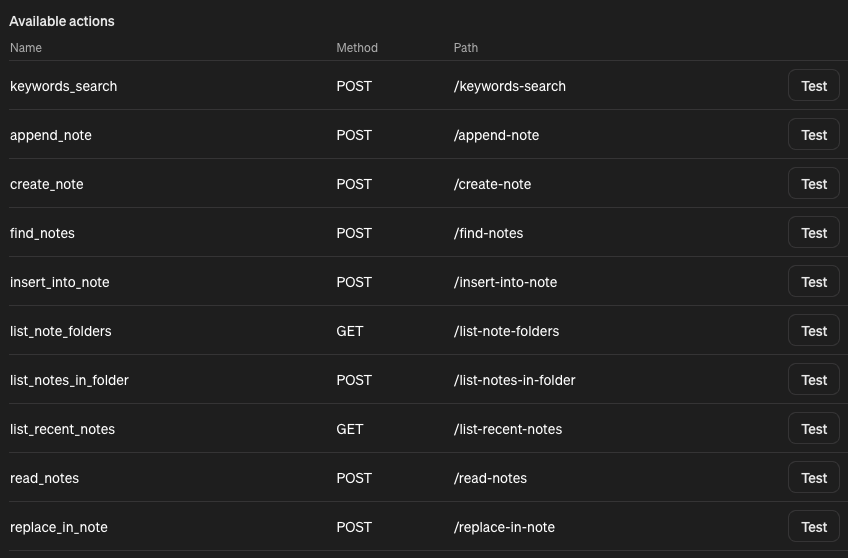 Available actions
Name Method Path
keywords_search POST /keywords-search Test
append_note POST /append-note Test
create_note POST /create-note Test
find_notes POST /find-notes Test
insert_into_note POST /insert-into-note Test
list_note_folders GET /list-note-folders Test
list_notes_in_folder POST /list-notes-in-folder Test
list_recent_notes GET /list-recent-notes Test
read_notes POST /read-notes Test
replace_in_note POST /replace-in-note Test